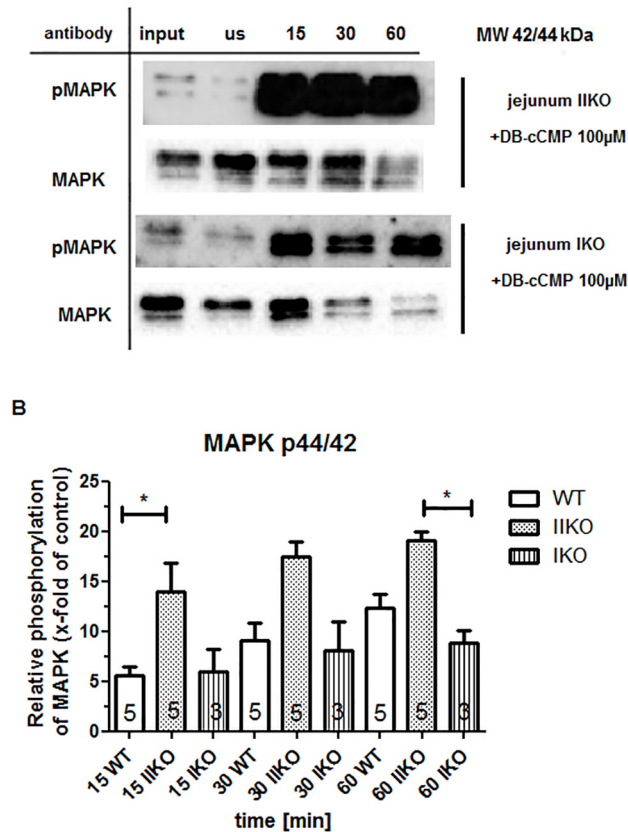 antibody input us 15 30 60 MW 42/44 kDa
pMAPK
jejunum IIKO
+DB-cCMP 100µM
MAPK
pMAPK
jejunum IKO
+DB-cCMP 100µM
MAPK
B
MAPK p44/42
Relative phosphorylation
of MAPK (x-fold of control)
25
20
15
10
5
0
*
*
5 5 3 5 5 3 5 5 3
15 WT 15 IIKO 15 IKO 30 WT 30 IIKO 30 IKO 60 WT 60 IIKO 60 IKO
time [min]
WT
IIKO
IKO